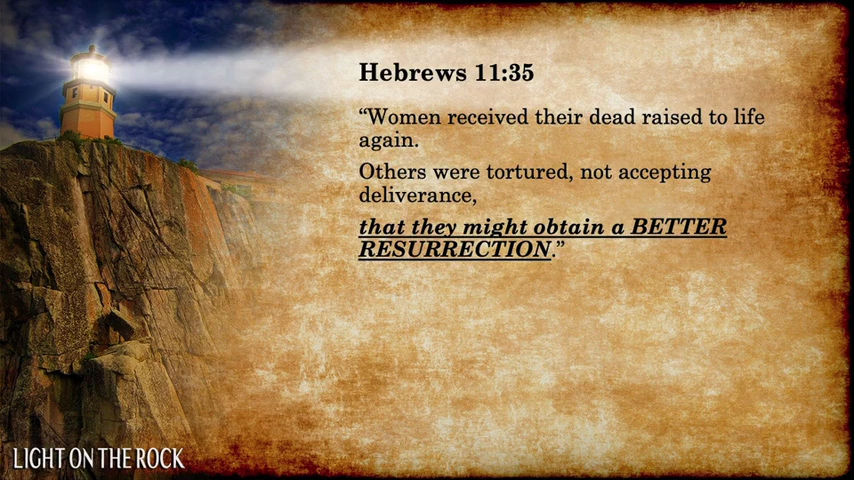 Hebrews 11:35
“Women received their dead raised to life
again.
Others were tortured, not accepting
deliverance,
that they might obtain a BETTER
RESURRECTION.”
LIGHT ON THE ROCK